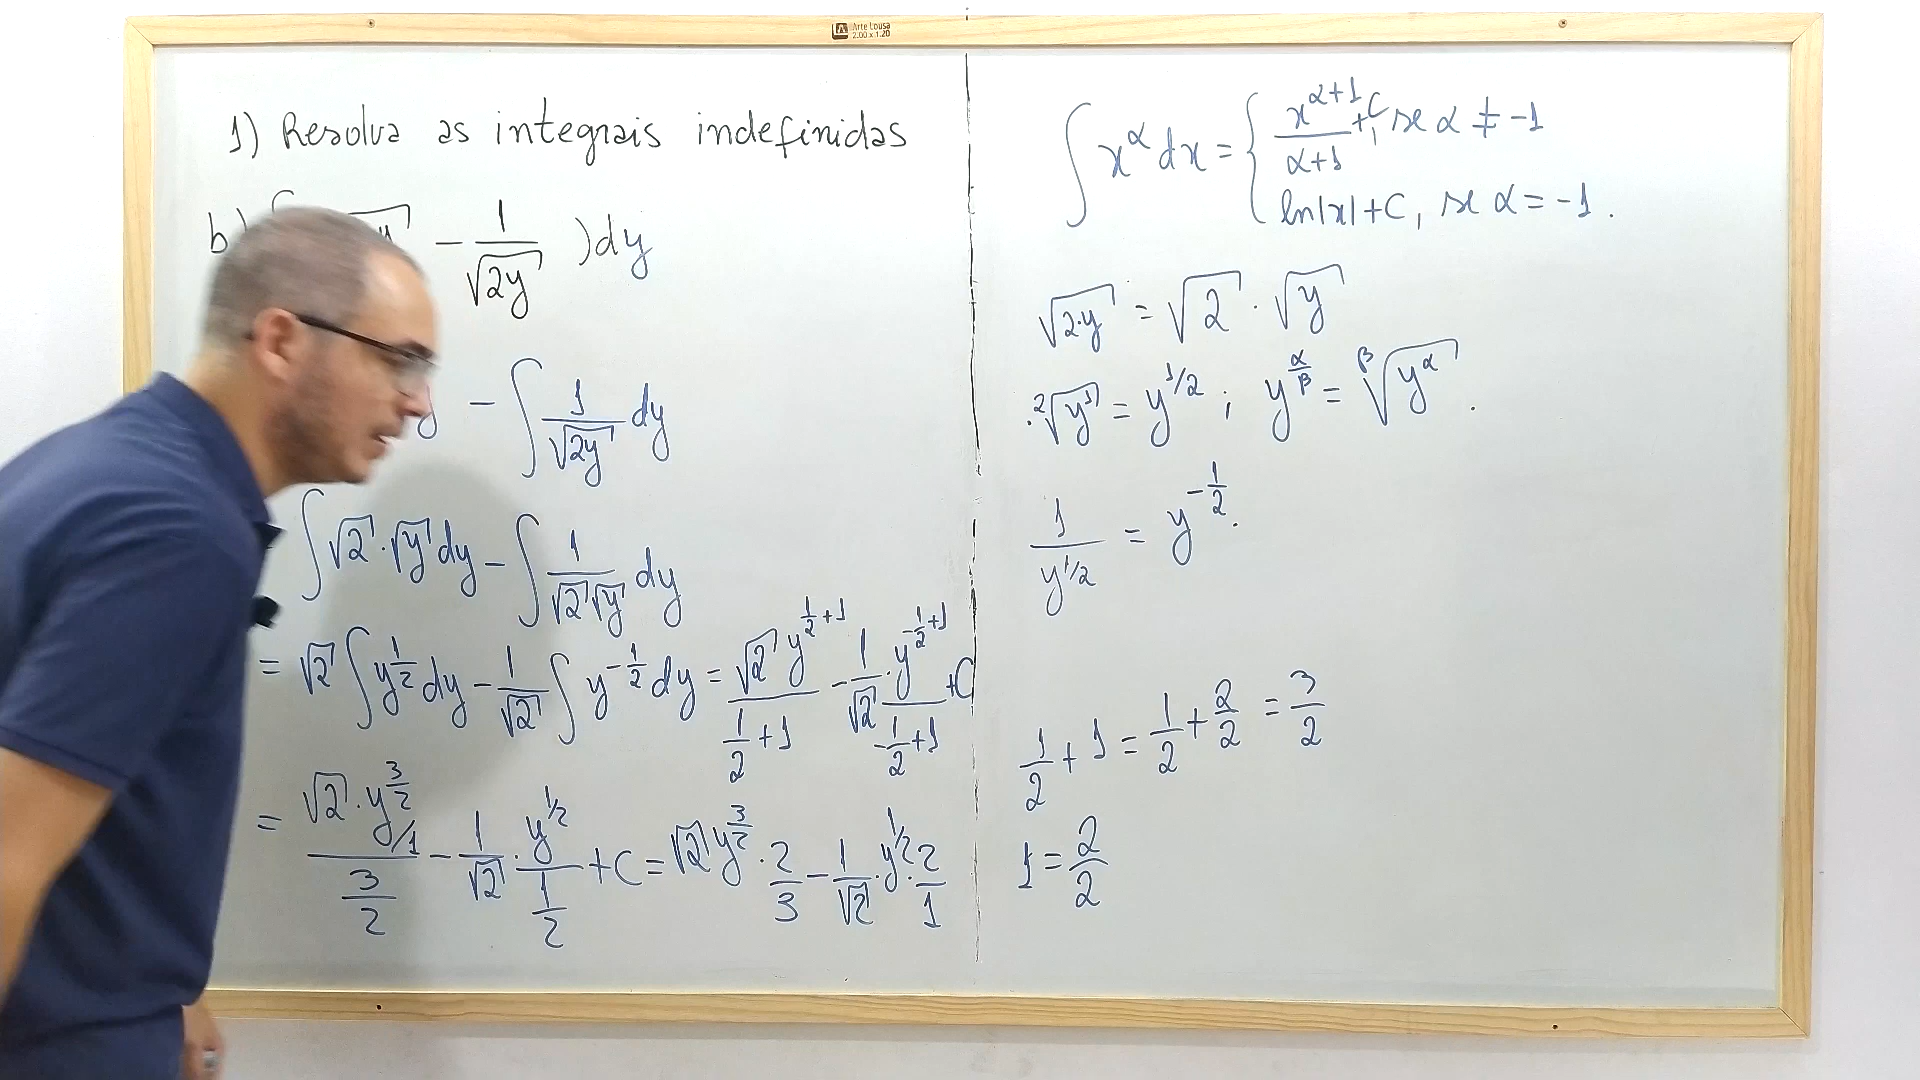 Arte Lousa
2.00 x 1.20
1) Resolva as integrais indefinidas
b) ∫ y - 1/√(2y) )dy
y - ∫ 1/√(2y) dy
= ∫ √2 · √y dy - ∫ 1/(√2 √y) dy
= √2 ∫ y^(1/2) dy - 1/√2 ∫ y^(-1/2) dy = √2 y^(1/2+1)/(1/2+1) - 1/√2 · y^(-1/2+1)/(-1/2+1) + C
= √2 · y^(3/2)/1 / (3/2) - 1/√2 · y^(1/2)/(1/2) + C = √2 y^(3/2) · 2/3 - 1/√2 · y^(1/2) · 2/1
∫ x^α dx = { x^(α+1)/(α+1) + C, se α ≠ -1
ln|x| + C, se α = -1.
√(2·y) = √2 · √y
· ²√(y¹) = y^(1/2) ; y^(α/β) = ᵝ√(y^α) .
1/y^(1/2) = y^(-1/2) .
1/2 + 1 = 1/2 + 2/2 = 3/2
1 = 2/2